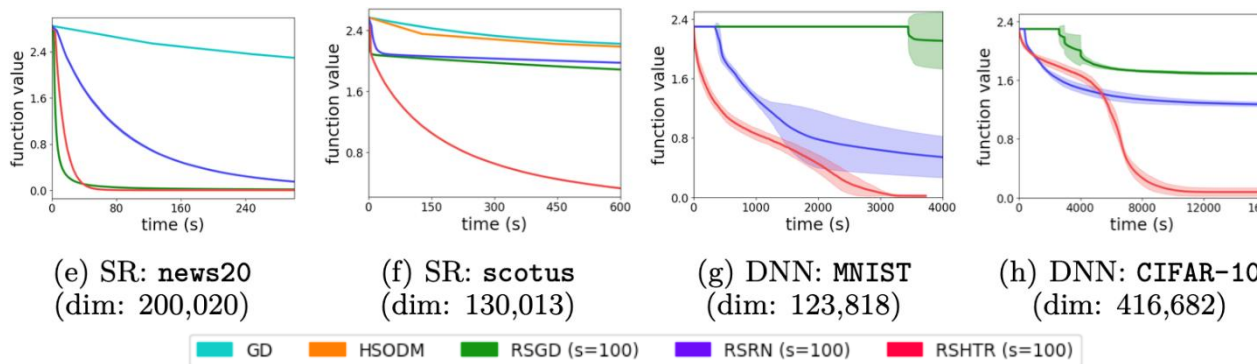 function value
2.4
1.6
0.8
0.0
0
80
160
240
time (s)
function value
2.4
2.0
1.6
1.2
0.8
0
150
300
450
600
time (s)
function value
2.4
1.6
0.8
0.0
0
1000
2000
3000
4000
time (s)
function value
2.4
1.6
0.8
0.0
0
4000
8000
12000
time (s)
(e) SR: news20
(dim: 200,020)
(f) SR: scotus
(dim: 130,013)
(g) DNN: MNIST
(dim: 123,818)
(h) DNN: CIFAR-10
(dim: 416,682)
GD
HSODM
RSGD (s=100)
RSRN (s=100)
RSHTR (s=100)